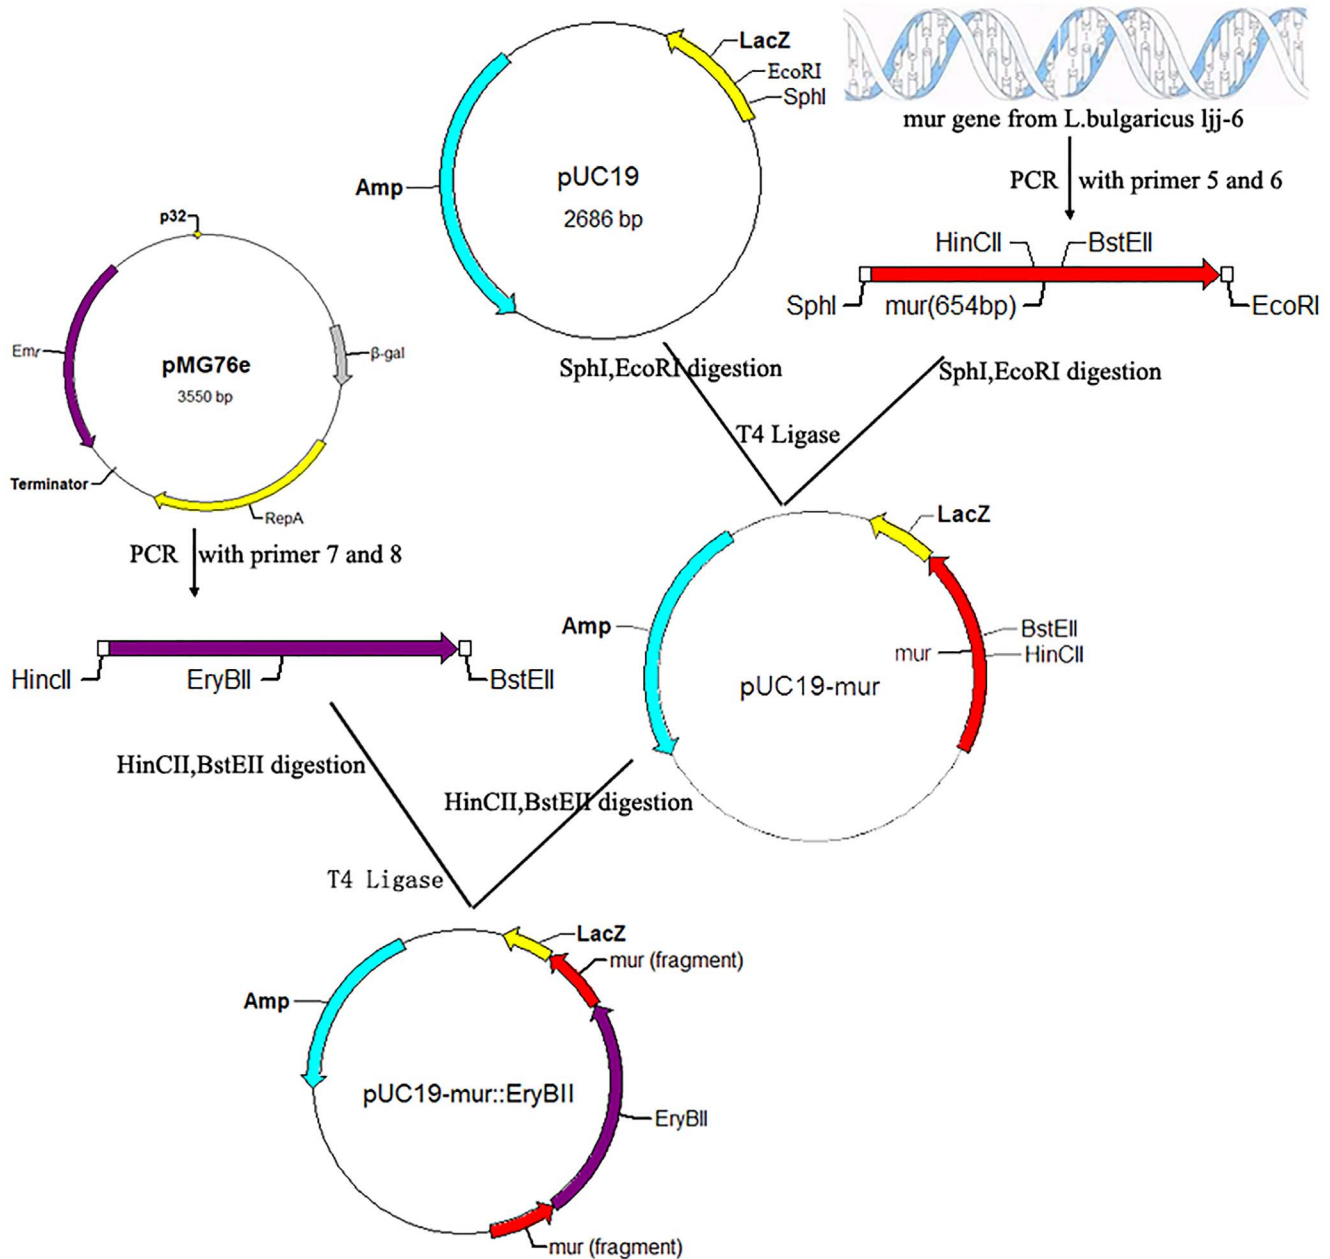 LacZ
EcoRI
SphI
Amp
pUC19
2686 bp
mur gene from L.bulgaricus ljj-6
PCR with primer 5 and 6
HinCII
BstEII
SphI
mur(654bp)
EcoRI
p32
Emr
pMG76e
3550 bp
β-gal
Terminator
RepA
SphI,EcoRI digestion
SphI,EcoRI digestion
T4 Ligase
PCR with primer 7 and 8
HincII
EryBII
BstEII
LacZ
Amp
BstEII
mur
HinCII
pUC19-mur
HinCII,BstEII digestion
HinCII,BstEII digestion
T4 Ligase
LacZ
mur (fragment)
Amp
pUC19-mur::EryBII
EryBII
mur (fragment)